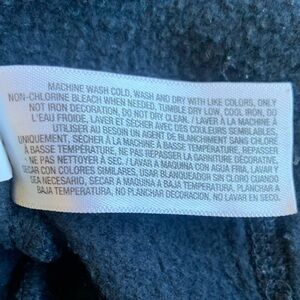 MACHINE WASH COLD, WASH AND DRY WITH LIKE COLORS, ONLY
NON-CHLORINE BLEACH WHEN NEEDED, TUMBLE DRY LOW, COOL IRON, DO
NOT IRON DECORATION, DO NOT DRY CLEAN. / LAVER À LA MACHINE À
L'EAU FROIDE, LAVER ET SÉCHER AVEC DES COULEURS SEMBLABLES,
UTILISER AU BESOIN UN AGENT DE BLANCHIMENT SANS CHLORE
UNIQUEMENT, SÉCHER À LA MACHINE À BASSE TEMPÉRATURE, REPASSER
À BASSE TEMPÉRATURE, NE PAS REPASSER LA GARNITURE DÉCORATIVE,
NE PAS NETTOYER À SEC. / LAVAR A MAQUINA CON AGUA FRIA, LAVAR Y
SECAR CON COLORES SIMILARES, USAR BLANQUEADOR SIN CLORO CUANDO
SEA NECESARIO, SECAR A MAQUINA A BAJA TEMPERATURA, PLANCHAR A
BAJA TEMPERATURA, NO PLANCHAR DECORACION, NO LAVAR EN SECO.